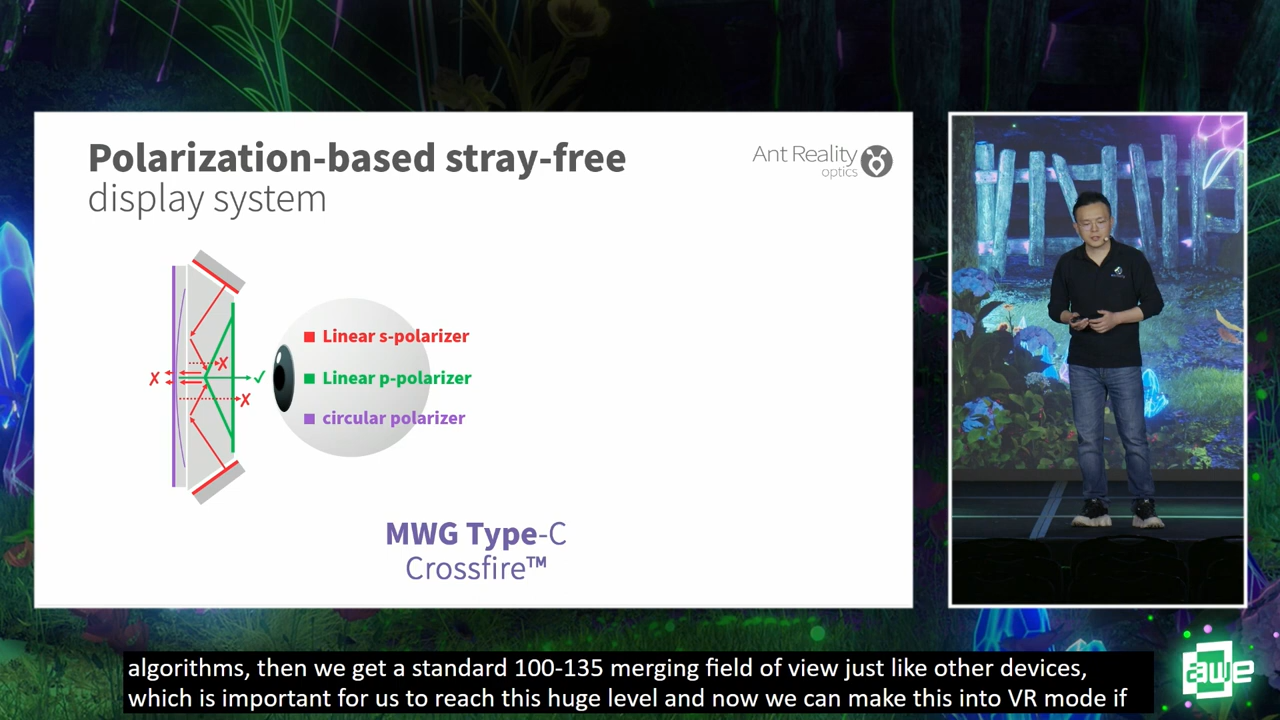 Polarization-based stray-free
display system
Ant Reality
optics
Linear s-polarizer
Linear p-polarizer
circular polarizer
MWG Type-C
Crossfire™
algorithms, then we get a standard 100-135 merging field of view just like other devices,
which is important for us to reach this huge level and now we can make this into VR mode if
awe